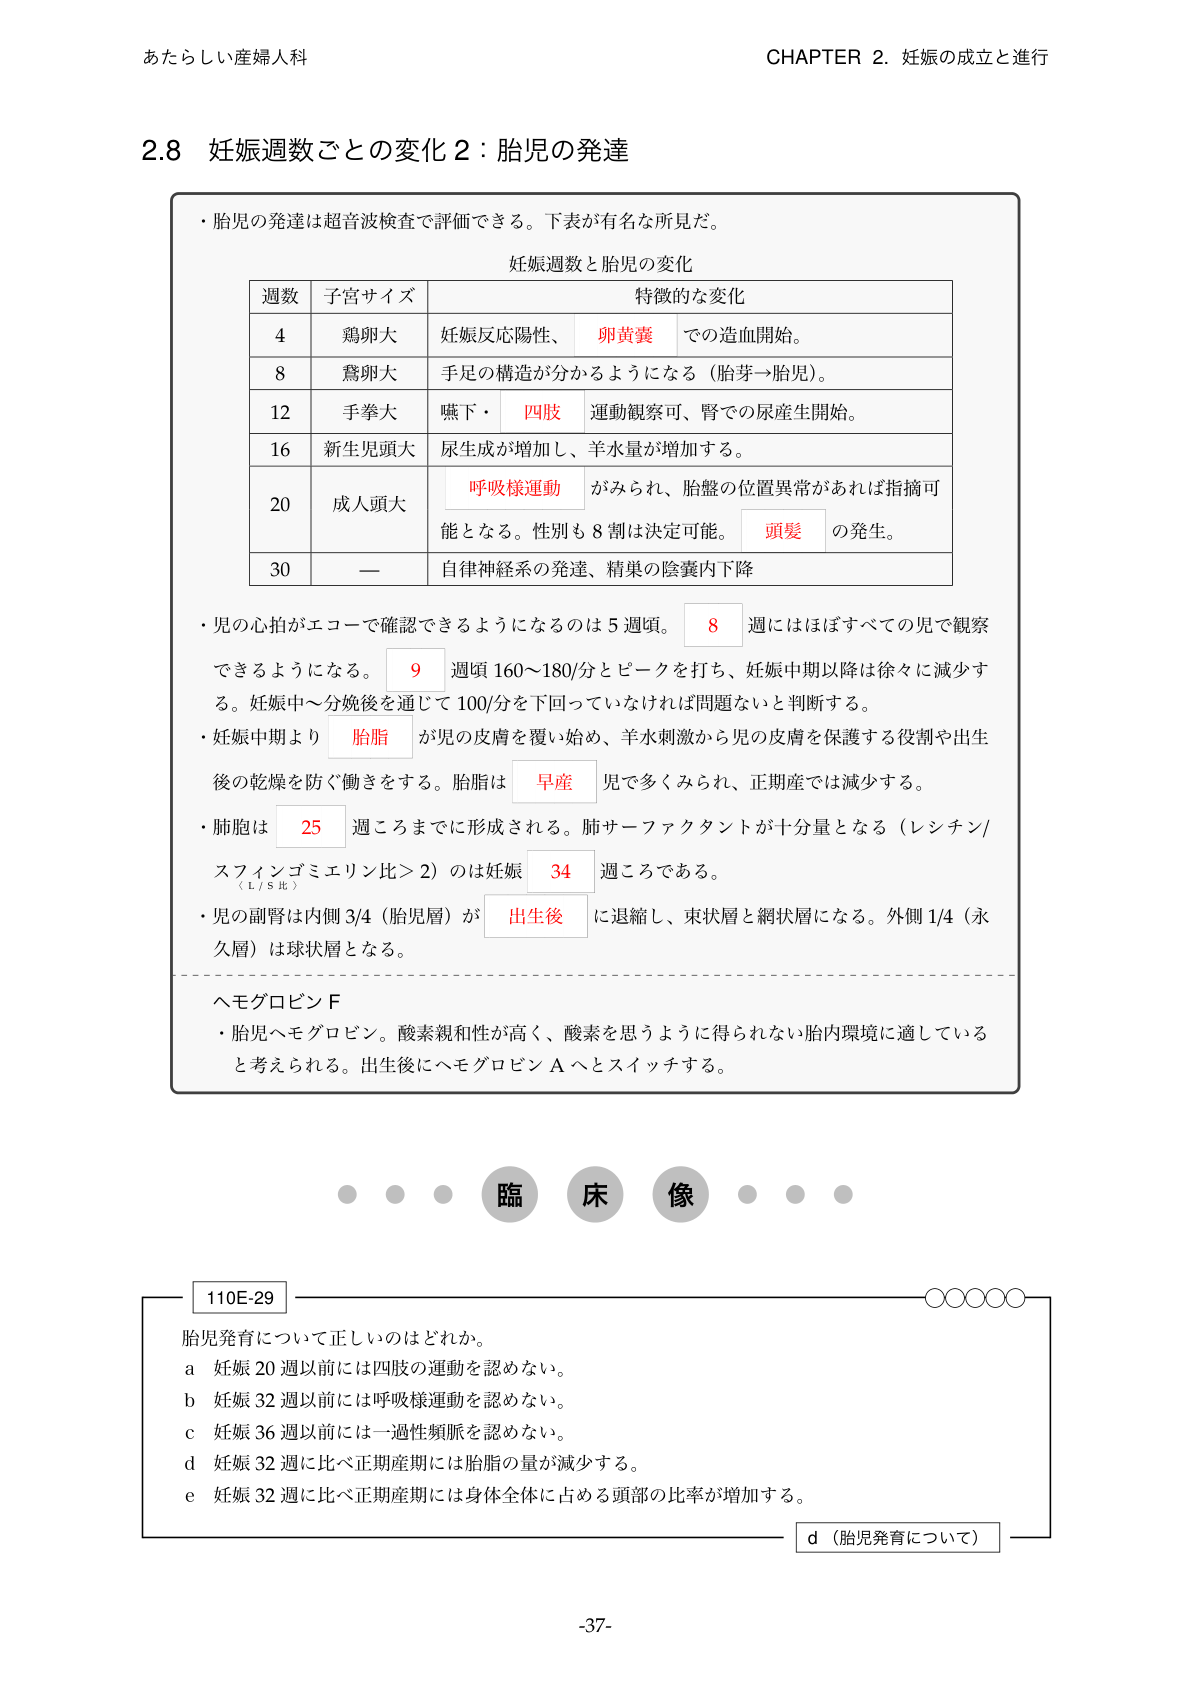 あたらしい産婦人科
CHAPTER 2. 妊娠の成立と進行
2.8 妊娠週数ごとの変化 2：胎児の発達
・胎児の発達は超音波検査で評価できる。下表が有名な所見だ。
妊娠週数と胎児の変化
週数 子宮サイズ 特徴的な変化
4 鶏卵大 妊娠反応陽性、 卵黄嚢 での造血開始。
8 鵞卵大 手足の構造が分かるようになる（胎芽→胎児）。
12 手拳大 嚥下・ 四肢 運動観察可、腎での尿産生開始。
16 新生児頭大 尿生成が増加し、羊水量が増加する。
20 成人頭大 呼吸様運動 がみられ、胎盤の位置異常があれば指摘可
能となる。性別も 8 割は決定可能。 頭髪 の発生。
30 — 自律神経系の発達、精巣の陰嚢内下降
・児の心拍がエコーで確認できるようになるのは 5 週頃。 8 週にはほぼすべての児で観察
できるようになる。 9 週頃 160〜180/分とピークを打ち、妊娠中期以降は徐々に減少す
る。妊娠中〜分娩後を通じて 100/分を下回っていなければ問題ないと判断する。
・妊娠中期より 胎脂 が児の皮膚を覆い始め、羊水刺激から児の皮膚を保護する役割や出生
後の乾燥を防ぐ働きをする。胎脂は 早産 児で多くみられ、正期産では減少する。
・肺胞は 25 週ころまでに形成される。肺サーファクタントが十分量となる（レシチン/
スフィンゴミエリン比＞2）のは妊娠 34 週ころである。
〈L/S比〉
・児の副腎は内側 3/4（胎児層）が 出生後 に退縮し、束状層と網状層になる。外側 1/4（永
久層）は球状層となる。
ヘモグロビン F
・胎児ヘモグロビン。酸素親和性が高く、酸素を思うように得られない胎内環境に適している
と考えられる。出生後にヘモグロビン A へとスイッチする。
臨床像
110E-29
胎児発育について正しいのはどれか。
a 妊娠 20 週以前には四肢の運動を認めない。
b 妊娠 32 週以前には呼吸様運動を認めない。
c 妊娠 36 週以前には一過性頻脈を認めない。
d 妊娠 32 週に比べ正期産期には胎脂の量が減少する。
e 妊娠 32 週に比べ正期産期には身体全体に占める頭部の比率が増加する。
d （胎児発育について）
-37-